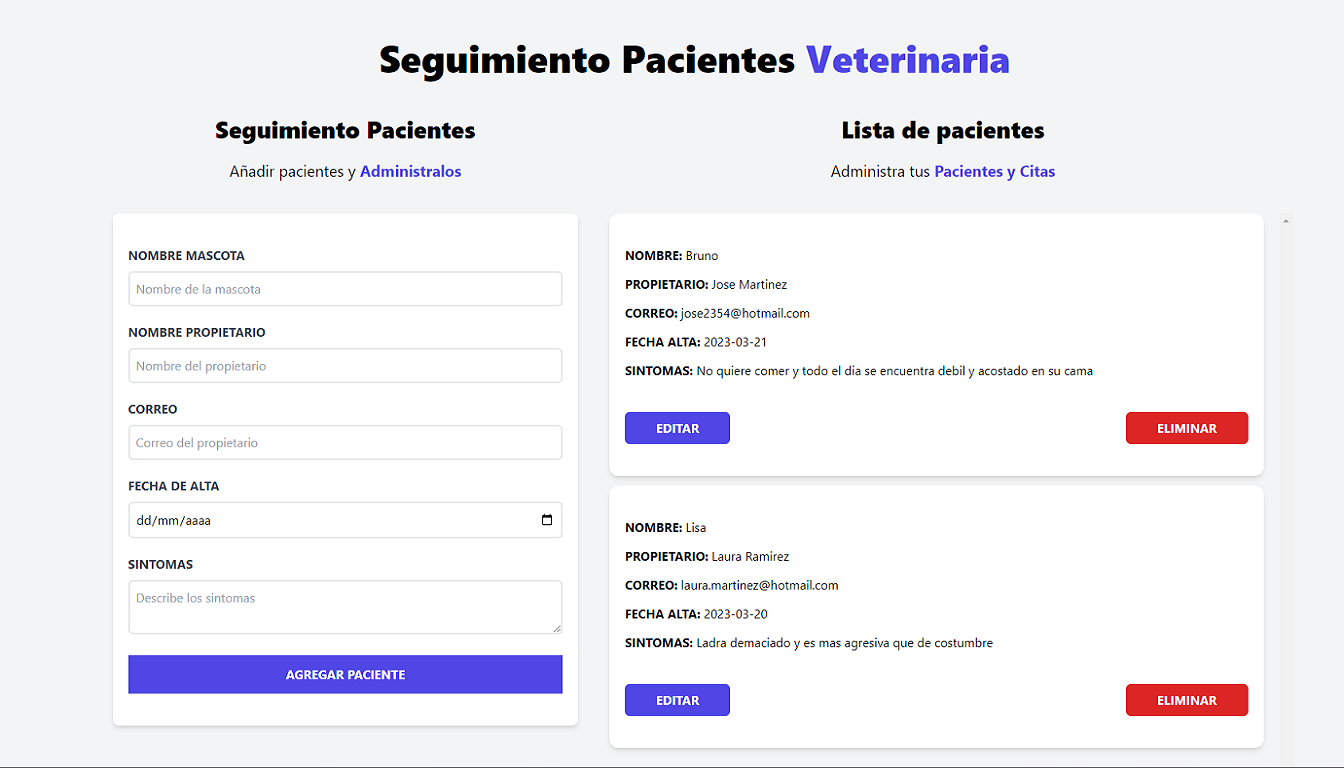 Seguimiento Pacientes Veterinaria
Seguimiento Pacientes
Añadir pacientes y Administralos
NOMBRE MASCOTA
Nombre de la mascota
NOMBRE PROPIETARIO
Nombre del propietario
CORREO
Correo del propietario
FECHA DE ALTA
dd/mm/aaaa
SINTOMAS
Describe los sintomas
AGREGAR PACIENTE
Lista de pacientes
Administra tus Pacientes y Citas
NOMBRE: Bruno
PROPIETARIO: Jose Martinez
CORREO: jose2354@hotmail.com
FECHA ALTA: 2023-03-21
SINTOMAS: No quiere comer y todo el dia se encuentra debil y acostado en su cama
EDITAR ELIMINAR
NOMBRE: Lisa
PROPIETARIO: Laura Ramirez
CORREO: laura.martinez@hotmail.com
FECHA ALTA: 2023-03-20
SINTOMAS: Ladra demaciado y es mas agresiva que de costumbre
EDITAR ELIMINAR